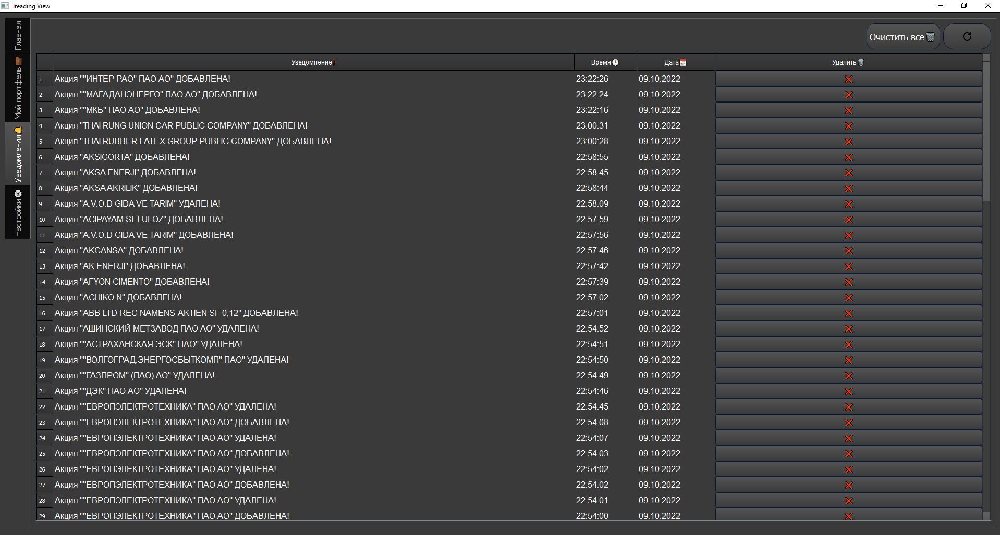 Treading View
Главная
Мой портфель
Уведомления
Нвстройки
Очистить все
Уведомление Время Дата Удалить
1 Акция ""ИНТЕР РАО" ПАО АО" ДОБАВЛЕНА! 23:22:26 09.10.2022
2 Акция ""МАГАДАНЭНЕРГО" ПАО АО" ДОБАВЛЕНА! 23:22:24 09.10.2022
3 Акция ""МКБ" ПАО АО" ДОБАВЛЕНА! 23:22:16 09.10.2022
4 Акция "THAI RUNG UNION CAR PUBLIC COMPANY" ДОБАВЛЕНА! 23:00:31 09.10.2022
5 Акция "THAI RUBBER LATEX GROUP PUBLIC COMPANY" ДОБАВЛЕНА! 23:00:28 09.10.2022
6 Акция "AKSIGORTA" ДОБАВЛЕНА! 22:58:55 09.10.2022
7 Акция "AKSA ENERJI" ДОБАВЛЕНА! 22:58:45 09.10.2022
8 Акция "AKSA AKRILIK" ДОБАВЛЕНА! 22:58:44 09.10.2022
9 Акция "A.V.O.D GIDA VE TARIM" УДАЛЕНА! 22:58:09 09.10.2022
10 Акция "ACIPAYAM SELULOZ" ДОБАВЛЕНА! 22:57:59 09.10.2022
11 Акция "A.V.O.D GIDA VE TARIM" ДОБАВЛЕНА! 22:57:56 09.10.2022
12 Акция "AKCANSA" ДОБАВЛЕНА! 22:57:46 09.10.2022
13 Акция "AK ENERJI" ДОБАВЛЕНА! 22:57:42 09.10.2022
14 Акция "AFYON CIMENTO" ДОБАВЛЕНА! 22:57:39 09.10.2022
15 Акция "ACHIKO N" ДОБАВЛЕНА! 22:57:02 09.10.2022
16 Акция "ABB LTD-REG NAMENS-AKTIEN SF 0,12" ДОБАВЛЕНА! 22:57:01 09.10.2022
17 Акция "АШИНСКИЙ МЕТЗАВОД ПАО АО" УДАЛЕНА! 22:54:52 09.10.2022
18 Акция ""АСТРАХАНСКАЯ ЭСК" ПАО" УДАЛЕНА! 22:54:51 09.10.2022
19 Акция ""ВОЛГОГРАД.ЭНЕРГОСБЫТКОМП" ПАО" УДАЛЕНА! 22:54:50 09.10.2022
20 Акция ""ГАЗПРОМ" (ПАО) АО" УДАЛЕНА! 22:54:49 09.10.2022
21 Акция ""ДЭК" ПАО АО" УДАЛЕНА! 22:54:46 09.10.2022
22 Акция ""ЕВРОПЭЛЕКТРОТЕХНИКА" ПАО АО" УДАЛЕНА! 22:54:45 09.10.2022
23 Акция ""ЕВРОПЭЛЕКТРОТЕХНИКА" ПАО АО" ДОБАВЛЕНА! 22:54:08 09.10.2022
24 Акция ""ЕВРОПЭЛЕКТРОТЕХНИКА" ПАО АО" УДАЛЕНА! 22:54:07 09.10.2022
25 Акция ""ЕВРОПЭЛЕКТРОТЕХНИКА" ПАО АО" ДОБАВЛЕНА! 22:54:03 09.10.2022
26 Акция ""ЕВРОПЭЛЕКТРОТЕХНИКА" ПАО АО" УДАЛЕНА! 22:54:02 09.10.2022
27 Акция ""ЕВРОПЭЛЕКТРОТЕХНИКА" ПАО АО" ДОБАВЛЕНА! 22:54:02 09.10.2022
28 Акция ""ЕВРОПЭЛЕКТРОТЕХНИКА" ПАО АО" УДАЛЕНА! 22:54:01 09.10.2022
29 Акция ""ЕВРОПЭЛЕКТРОТЕХНИКА" ПАО АО" ДОБАВЛЕНА! 22:54:00 09.10.2022